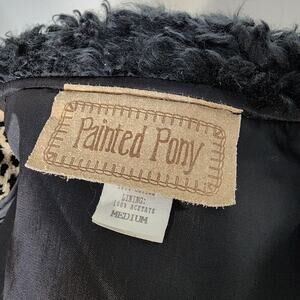 Painted Pony
LINING:
100% ACETATE
MEDIUM